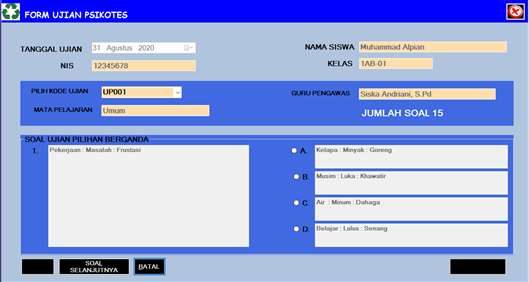 FORM UJIAN PSIKOTES
TANGGAL UJIAN 31 Agustus 2020
NAMA SISWA Muhammad Alpian
NIS 12345678
KELAS 1AB-01
PILIH KODE UJIAN UP001
GURU PENGAWAS Siska Andriani, S.Pd
MATA PELAJARAN Umum
JUMLAH SOAL 15
SOAL UJIAN PILIHAN BERGANDA
1. Pekerjaan : Masalah : Frustasi
A. Kelapa : Minyak : Goreng
B. Musim : Luka : Khawatir
C. Air : Minum : Dahaga
D. Belajar : Lulus : Senang
SOAL SELANJUTNYA
BATAL